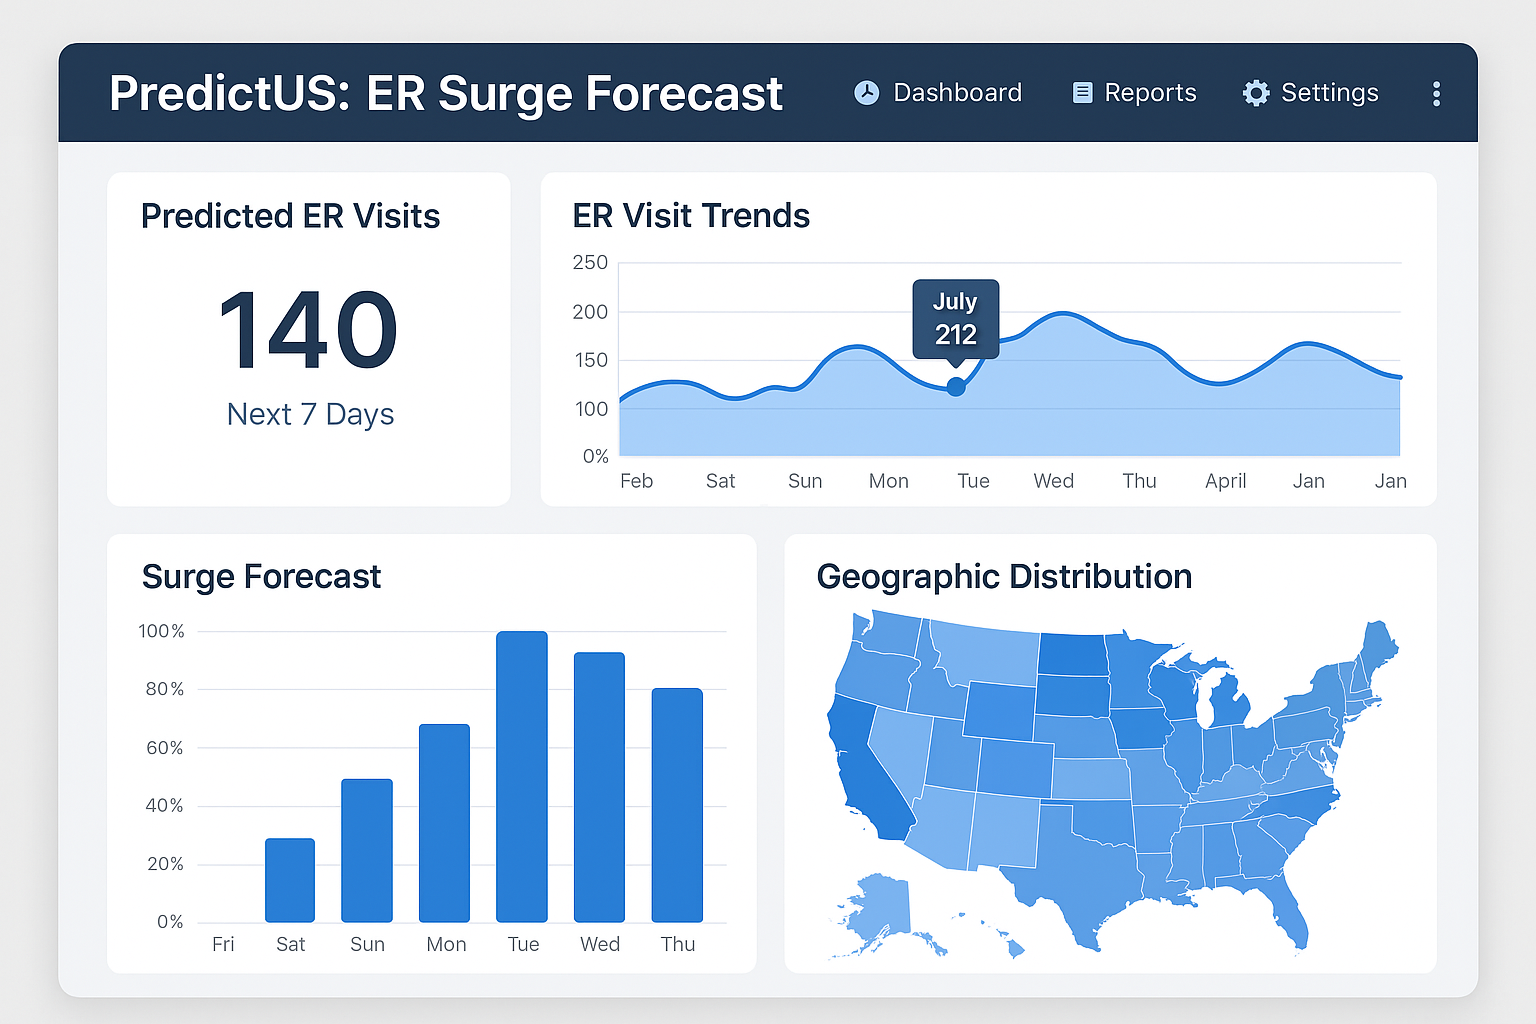 PredictUS: ER Surge Forecast
Dashboard
Reports
Settings
Predicted ER Visits
140
Next 7 Days
ER Visit Trends
250
200
150
100
0%
July
212
Feb Sat Sun Mon Tue Wed Thu April Jan Jan
Surge Forecast
100%
80%
60%
40%
20%
0%
Fri Sat Sun Mon Tue Wed Thu
Geographic Distribution